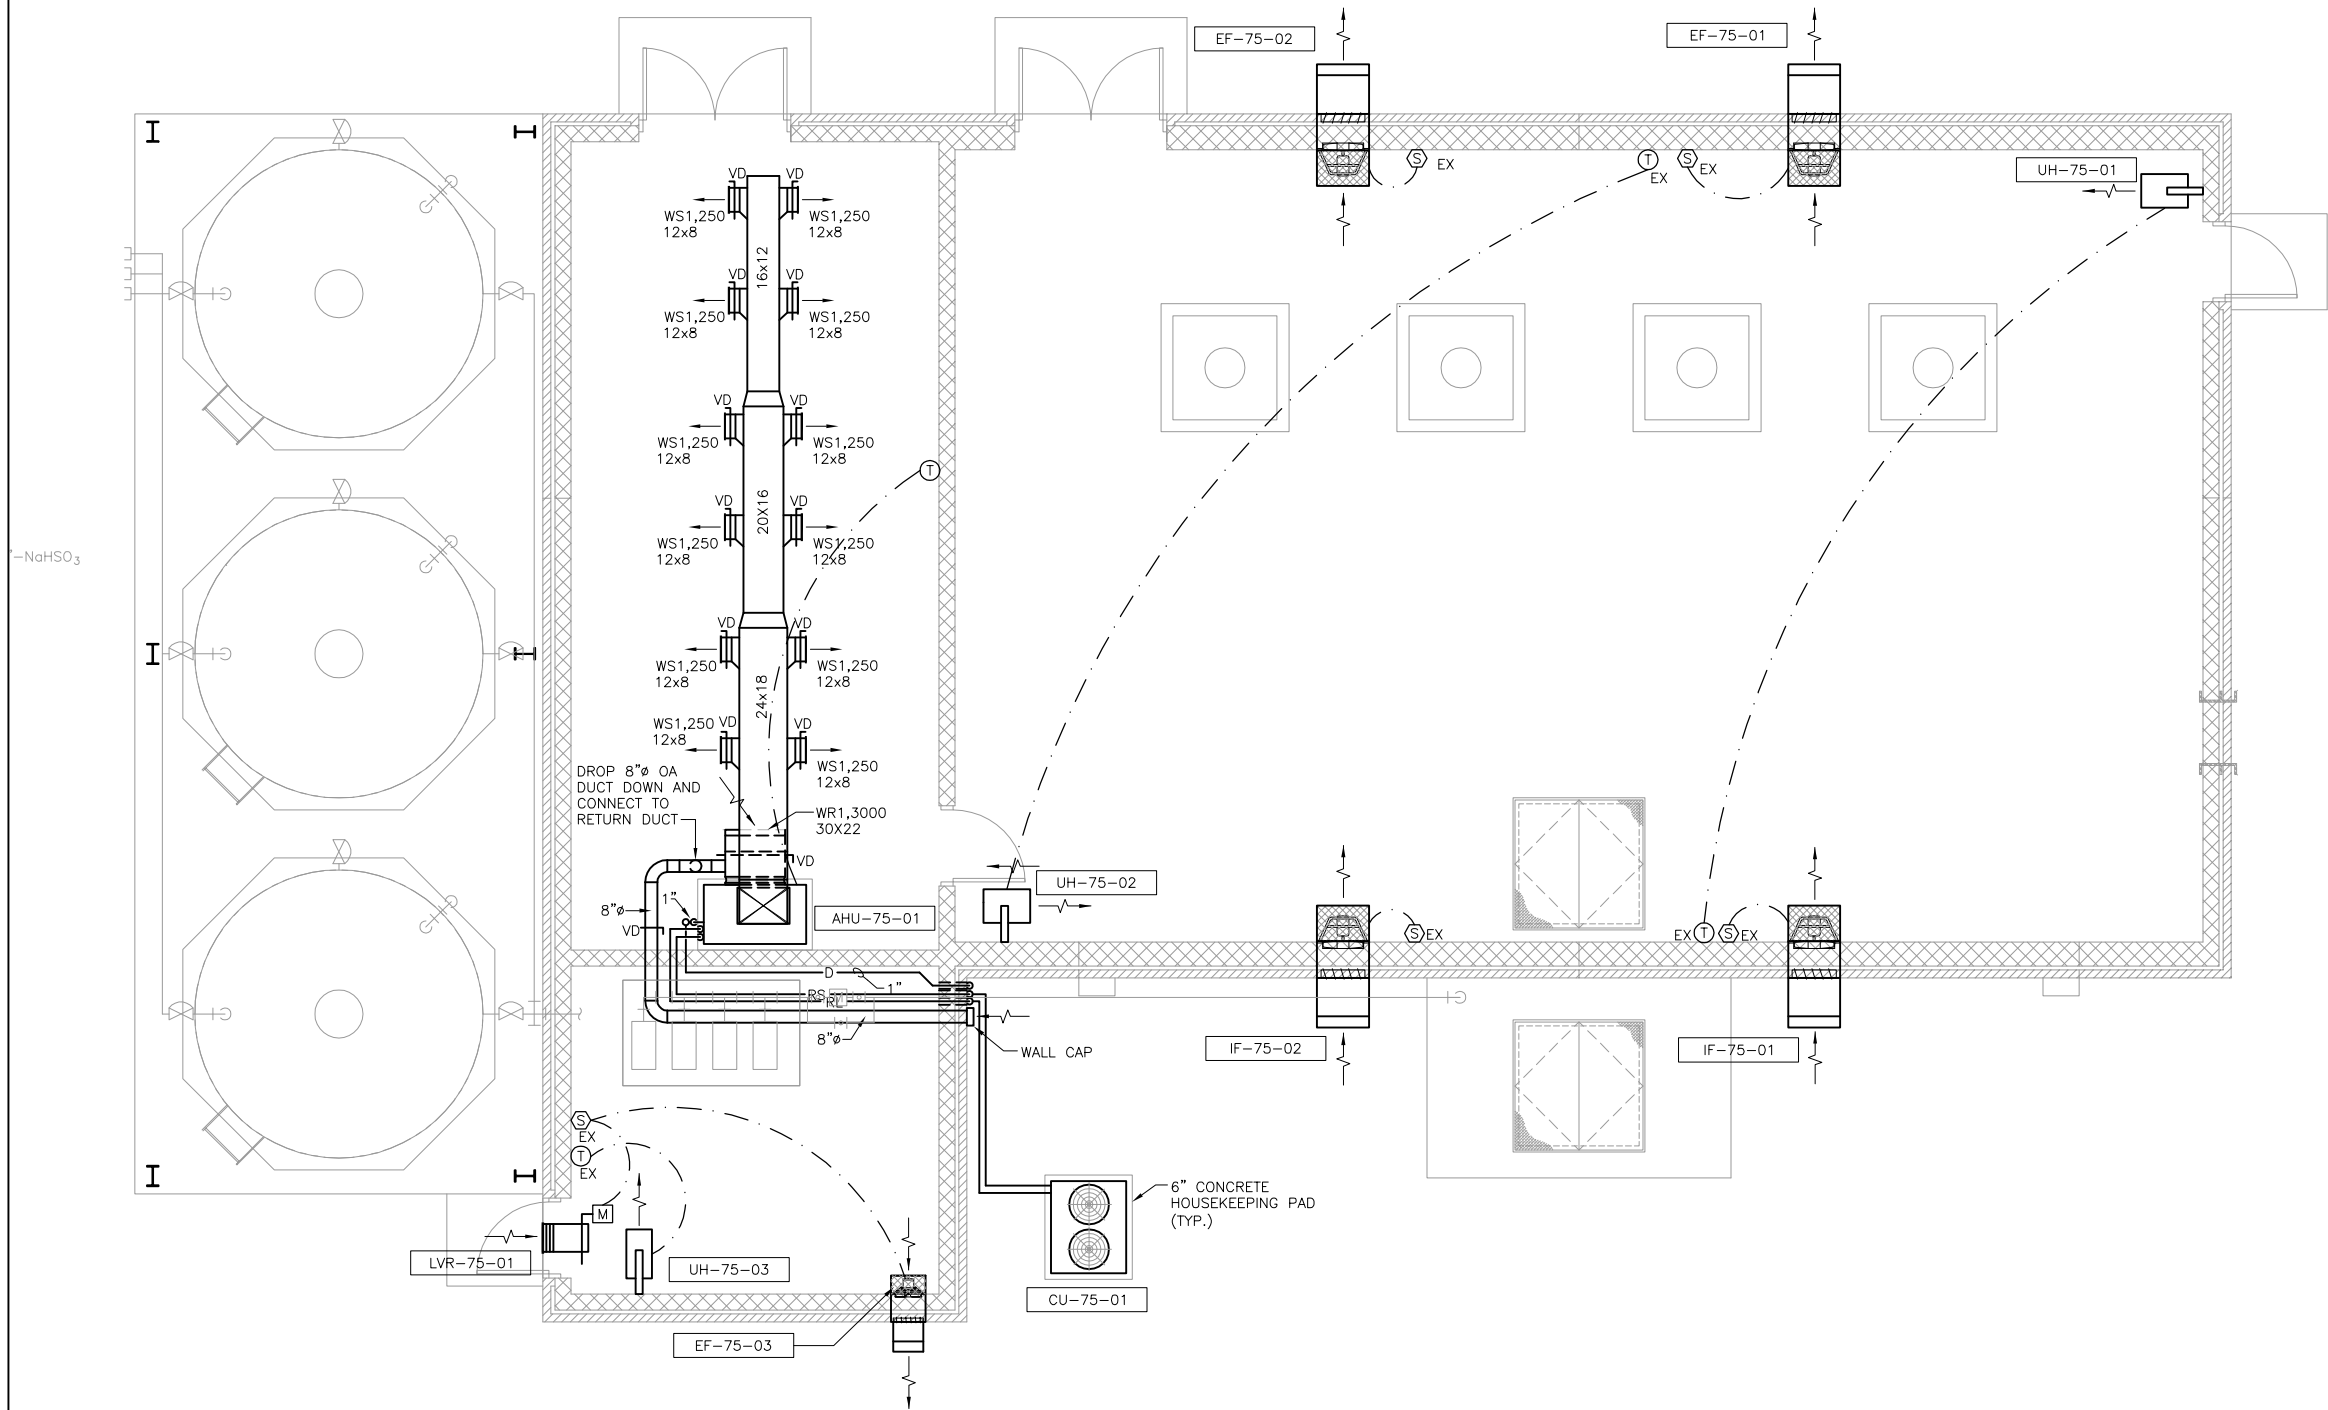 EF-75-02
EF-75-01
S
EX
T
EX
S
EX
UH-75-01
VD
VD
WS1,250
12x8
WS1,250
12x8
16x12
VD
VD
WS1,250
12x8
WS1,250
12x8
VD
VD
WS1,250
12x8
WS1,250
12x8
T
20X16
VD
VD
WS1,250
12x8
WS1,250
12x8
"-NaHSO3
VD
VD
WS1,250
12x8
WS1,250
12x8
24x18
WS1,250
12x8
VD
VD
WS1,250
12x8
DROP 8"ø OA
DUCT DOWN AND
CONNECT TO
RETURN DUCT
WR1,3000
30X22
VD
UH-75-02
8"ø
1"
AHU-75-01
VD
S
EX
EX
T
S
EX
D
1"
RS
RL
8"ø
WALL CAP
IF-75-02
IF-75-01
S
EX
T
EX
M
6" CONCRETE
HOUSEKEEPING PAD
(TYP.)
LVR-75-01
UH-75-03
CU-75-01
EF-75-03